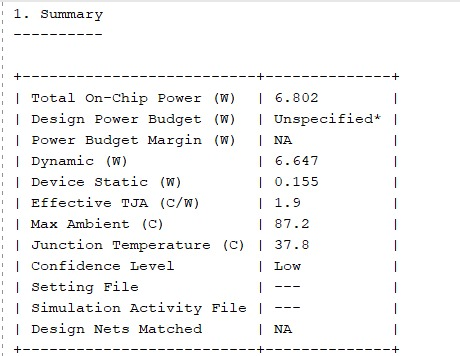 1. Summary
----------
+--------------------------+--------------+
| Total On-Chip Power (W)  | 6.802        |
| Design Power Budget (W)  | Unspecified* |
| Power Budget Margin (W)  | NA           |
| Dynamic (W)              | 6.647        |
| Device Static (W)        | 0.155        |
| Effective TJA (C/W)      | 1.9          |
| Max Ambient (C)          | 87.2         |
| Junction Temperature (C) | 37.8         |
| Confidence Level         | Low          |
| Setting File             | ---          |
| Simulation Activity File | ---          |
| Design Nets Matched      | NA           |
+--------------------------+--------------+